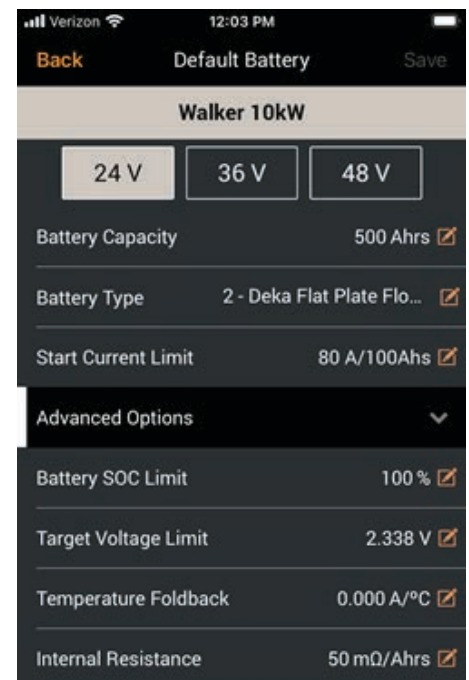 Verizon 12:03 PM
Back Default Battery Save
Walker 10kW
24 V 36 V 48 V
Battery Capacity 500 Ahrs
Battery Type 2 - Deka Flat Plate Flo...
Start Current Limit 80 A/100Ahs
Advanced Options
Battery SOC Limit 100 %
Target Voltage Limit 2.338 V
Temperature Foldback 0.000 A/ºC
Internal Resistance 50 mΩ/Ahrs